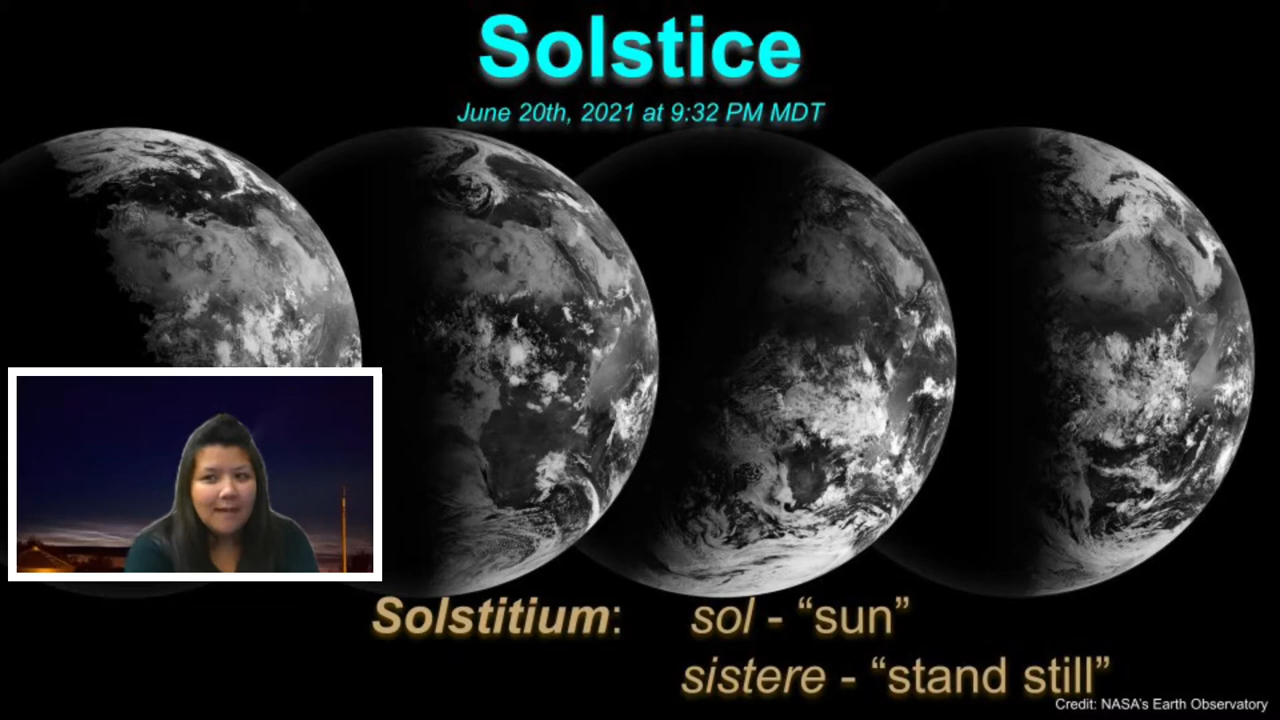 Solstice
June 20th, 2021 at 9:32 PM MDT
Solstitium: sol - “sun”
sistere - “stand still”
Credit: NASA's Earth Observatory